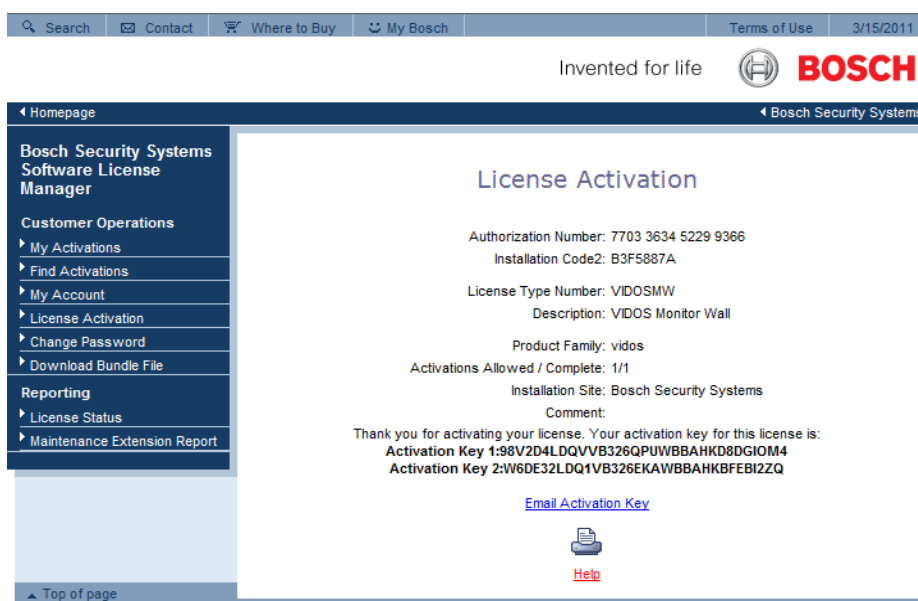 Search Contact Where to Buy My Bosch Terms of Use 3/15/2011
Invented for life BOSCH
Homepage Bosch Security Systems
Bosch Security Systems
Software License
Manager
Customer Operations
My Activations
Find Activations
My Account
License Activation
Change Password
Download Bundle File
Reporting
License Status
Maintenance Extension Report
License Activation
Authorization Number: 7703 3634 5229 9366
Installation Code2: B3F5887A
License Type Number: VIDOSMW
Description: VIDOS Monitor Wall
Product Family: vidos
Activations Allowed / Complete: 1/1
Installation Site: Bosch Security Systems
Comment:
Thank you for activating your license. Your activation key for this license is:
Activation Key 1:98V2D4LDQVVB326QPUWBBAHKD8DGIOM4
Activation Key 2:W6DE32LDQ1VB326EKAWBBAHKBFEBI2ZQ
Email Activation Key
Help
Top of page